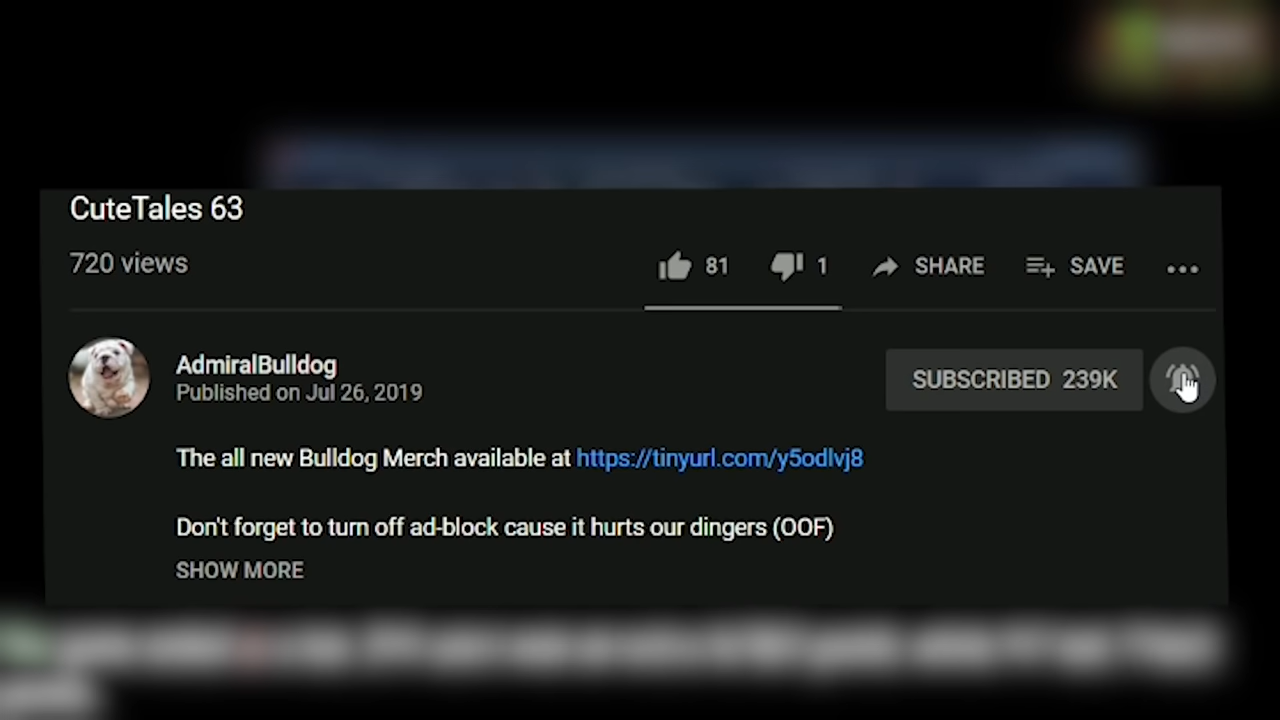 CuteTales 63
720 views
81 1 SHARE SAVE
AdmiralBulldog
Published on Jul 26, 2019
SUBSCRIBED 239K
The all new Bulldog Merch available at https://tinyurl.com/y5odlvj8
Don't forget to turn off ad-block cause it hurts our dingers (OOF)
SHOW MORE